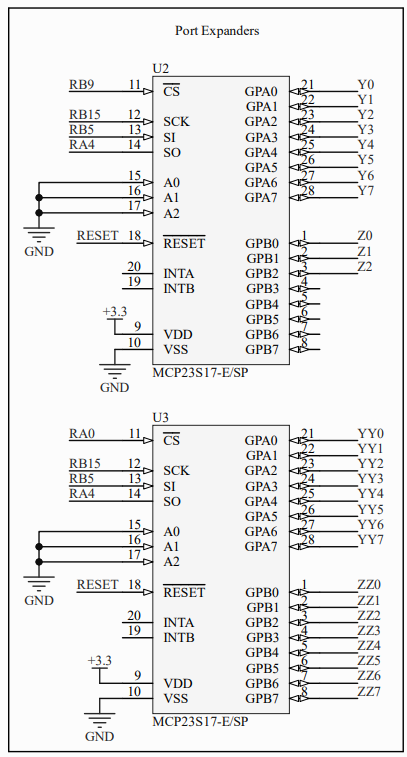 Port Expanders
U2
RB9 11 CS GPA0 21 Y0
GPA1 22 Y1
RB15 12 SCK GPA2 23 Y2
RB5 13 SI GPA3 24 Y3
RA4 14 SO GPA4 25 Y4
GPA5 26 Y5
15 A0 GPA6 27 Y6
16 A1 GPA7 28 Y7
17 A2
GND
RESET 18 RESET GPB0 1 Z0
GPB1 2 Z1
20 INTA GPB2 3 Z2
19 INTB GPB3 4
GPB4 5
+3.3 GPB5 6
9 VDD GPB6 7
10 VSS GPB7 8
GND
MCP23S17-E/SP
U3
RA0 11 CS GPA0 21 YY0
GPA1 22 YY1
RB15 12 SCK GPA2 23 YY2
RB5 13 SI GPA3 24 YY3
RA4 14 SO GPA4 25 YY4
GPA5 26 YY5
15 A0 GPA6 27 YY6
16 A1 GPA7 28 YY7
17 A2
GND
RESET 18 RESET GPB0 1 ZZ0
GPB1 2 ZZ1
20 INTA GPB2 3 ZZ2
19 INTB GPB3 4 ZZ3
GPB4 5 ZZ4
+3.3 GPB5 6 ZZ5
9 VDD GPB6 7 ZZ6
10 VSS GPB7 8 ZZ7
GND
MCP23S17-E/SP